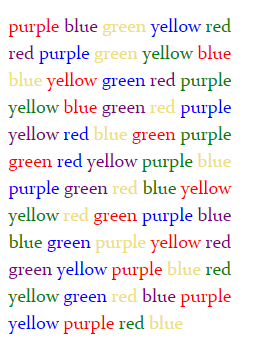 purple blue green yellow red
red purple green yellow blue
blue yellow green red purple
yellow blue green red purple
yellow red blue green purple
green red yellow purple blue
purple green red blue yellow
yellow red green purple blue
blue green purple yellow red
green yellow purple blue red
yellow green red blue purple
yellow purple red blue